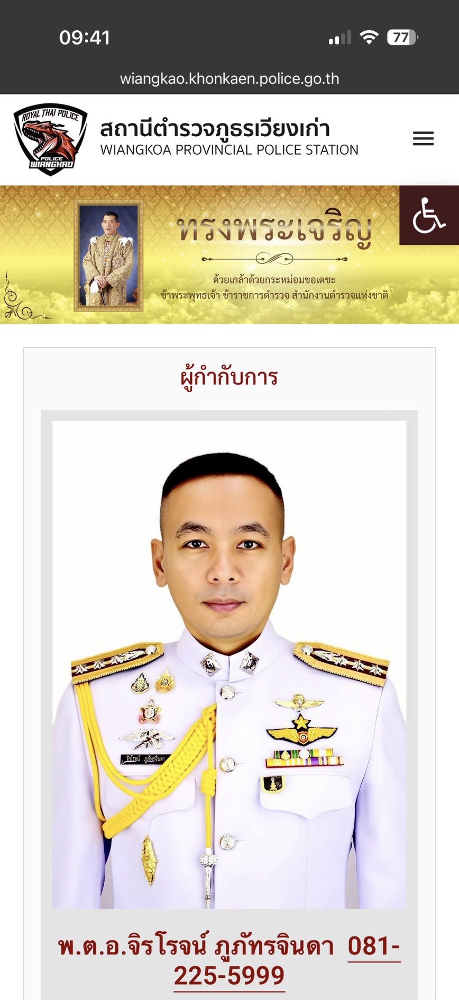 09:41
77
wiangkao.khonkaen.police.go.th
ROYAL THAI POLICE
POLICE
WIANGKAO
สถานีตำรวจภูธรเวียงเก่า
WIANGKOA PROVINCIAL POLICE STATION
ทรงพระเจริญ
ด้วยเกล้าด้วยกระหม่อมขอเดชะ
ข้าพระพุทธเจ้า ข้าราชการตำรวจ สำนักงานตำรวจแห่งชาติ
ผู้กำกับการ
จิรโรจน์ ภูภัทรจินดา
พ.ต.อ.จิรโรจน์ ภูภัทรจินดา 081-
225-5999